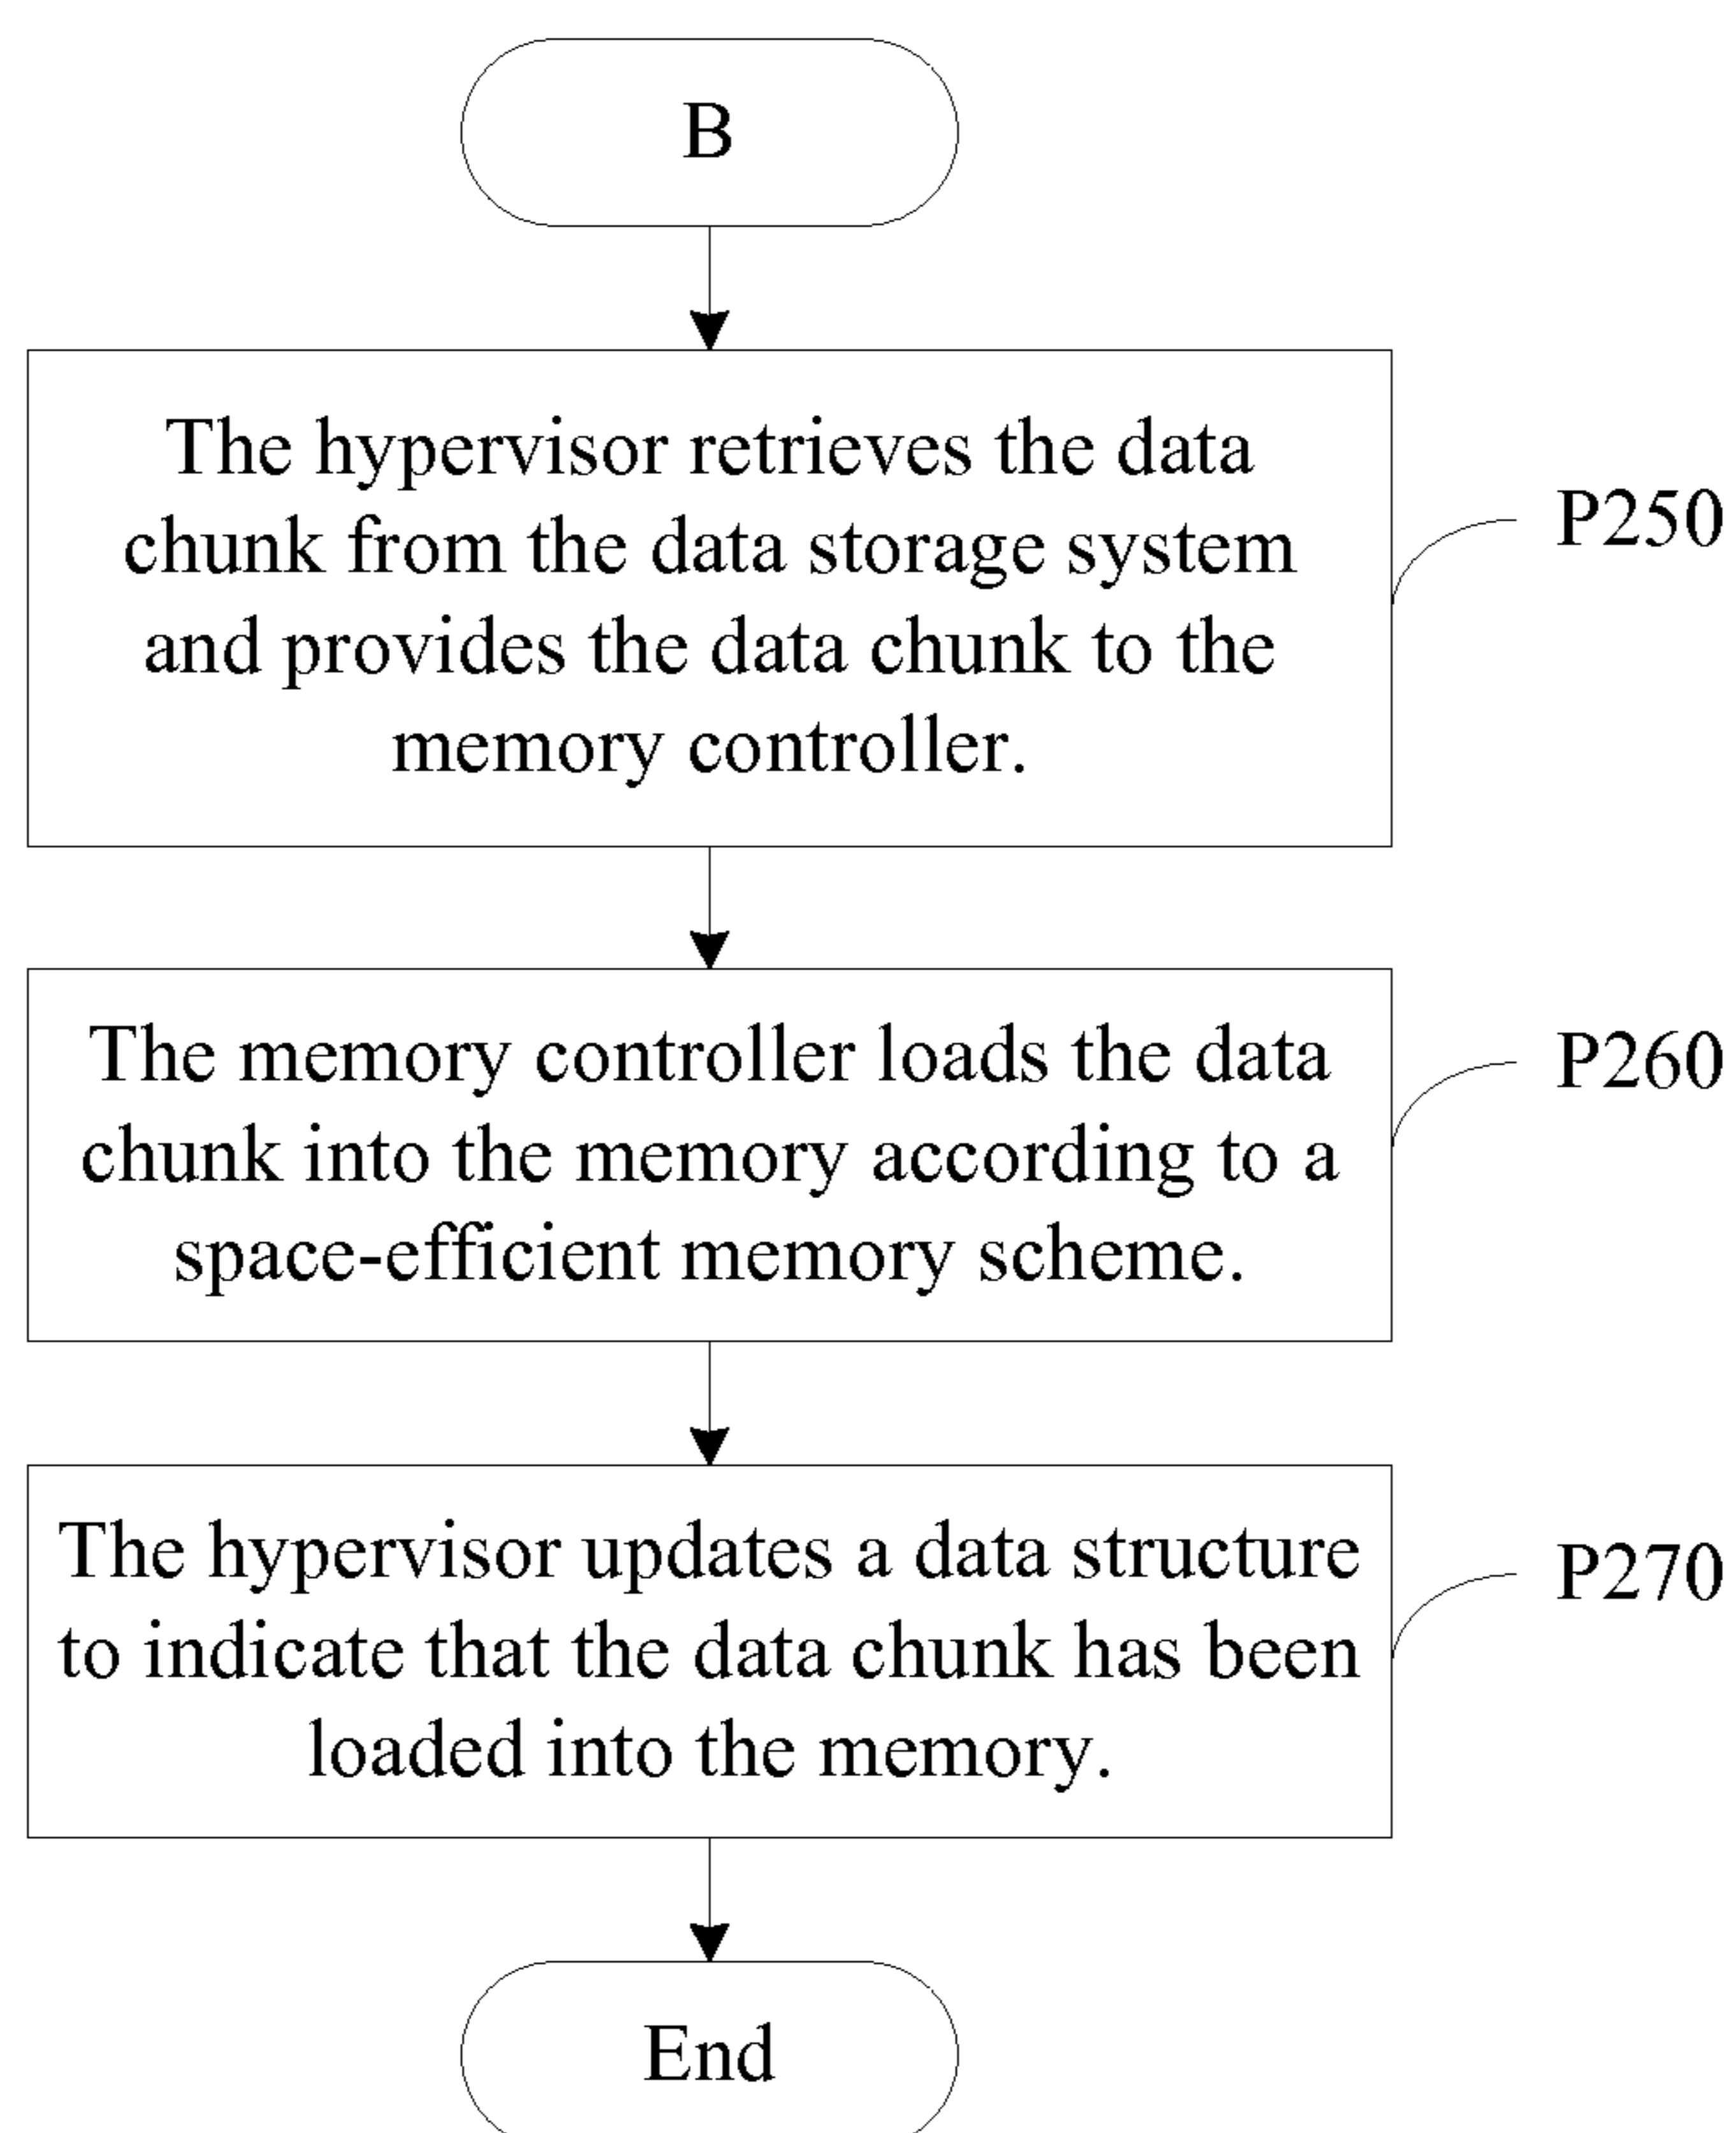 B
The hypervisor retrieves the data
chunk from the data storage system
and provides the data chunk to the
memory controller.
P250
The memory controller loads the data
chunk into the memory according to a
space-efficient memory scheme.
P260
The hypervisor updates a data structure
to indicate that the data chunk has been
loaded into the memory.
P270
End